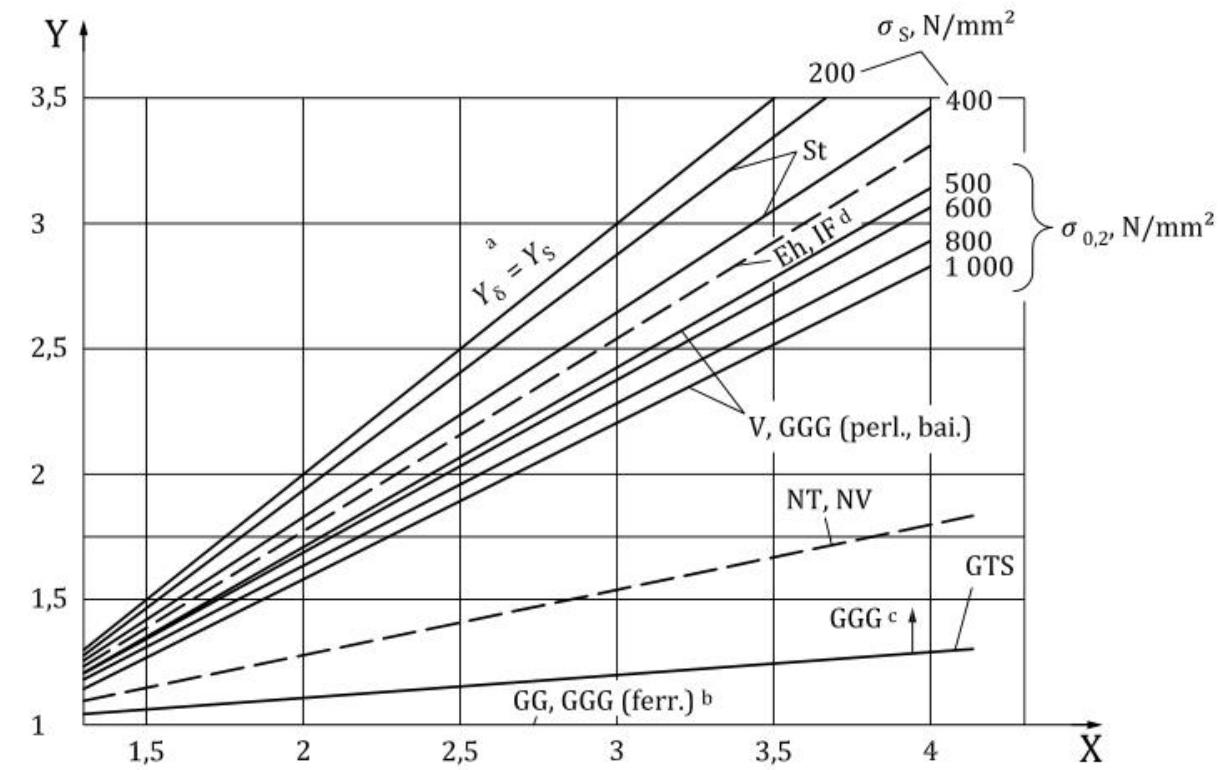 Y
σ S, N/mm²
200
3,5
400
St
500
600
σ 0,2, N/mm²
800
1 000
3
a
Yδ = YS
Eh, IF d
2,5
V, GGG (perl., bai.)
2
NT, NV
GTS
1,5
GGG c
GG, GGG (ferr.) b
1
1,5
2
2,5
3
3,5
4
X